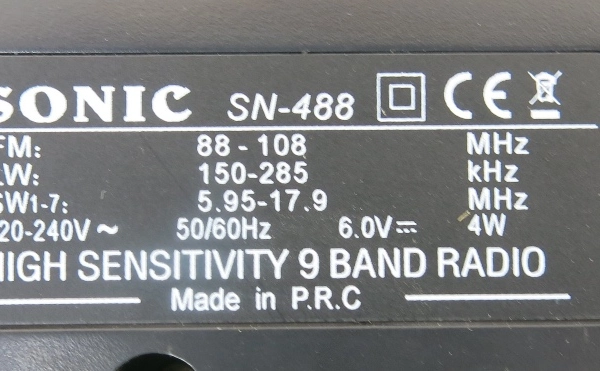 SONIC SN-488 CE
FM: 88 - 108 MHz
LW: 150-285 kHz
SW1-7: 5.95-17.9 MHz
20-240V ~ 50/60Hz 6.0V⎓ 4W
HIGH SENSITIVITY 9 BAND RADIO
Made in P.R.C